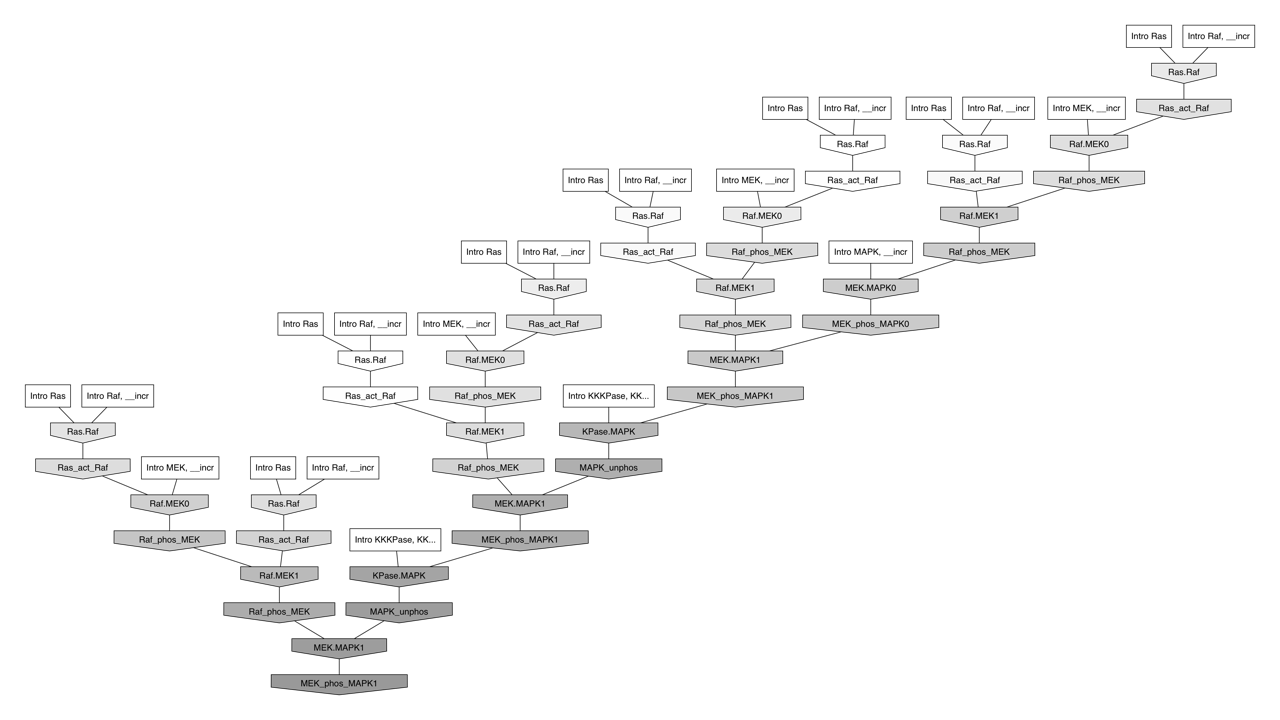 Intro Ras
Intro Raf, __incr
Ras.Raf
Intro Ras
Intro Raf, __incr
Intro Ras
Intro Raf, __incr
Intro MEK, __incr
Ras_act_Raf
Ras.Raf
Ras.Raf
Raf.MEK0
Intro Ras
Intro Raf, __incr
Intro MEK, __incr
Ras_act_Raf
Ras_act_Raf
Raf_phos_MEK
Ras.Raf
Raf.MEK0
Raf.MEK1
Intro Ras
Intro Raf, __incr
Ras_act_Raf
Raf_phos_MEK
Intro MAPK, __incr
Raf_phos_MEK
Ras.Raf
Raf.MEK1
MEK.MAPK0
Intro Ras
Intro Raf, __incr
Intro MEK, __incr
Ras_act_Raf
Raf_phos_MEK
MEK_phos_MAPK0
Ras.Raf
Raf.MEK0
MEK.MAPK1
Intro Ras
Intro Raf, __incr
Ras_act_Raf
Raf_phos_MEK
Intro KKKPase, KK...
MEK_phos_MAPK1
Ras.Raf
Raf.MEK1
KPase.MAPK
Ras_act_Raf
Intro MEK, __incr
Intro Ras
Intro Raf, __incr
Raf_phos_MEK
MAPK_unphos
Raf.MEK0
Ras.Raf
MEK.MAPK1
Raf_phos_MEK
Ras_act_Raf
Intro KKKPase, KK...
MEK_phos_MAPK1
Raf.MEK1
KPase.MAPK
Raf_phos_MEK
MAPK_unphos
MEK.MAPK1
MEK_phos_MAPK1